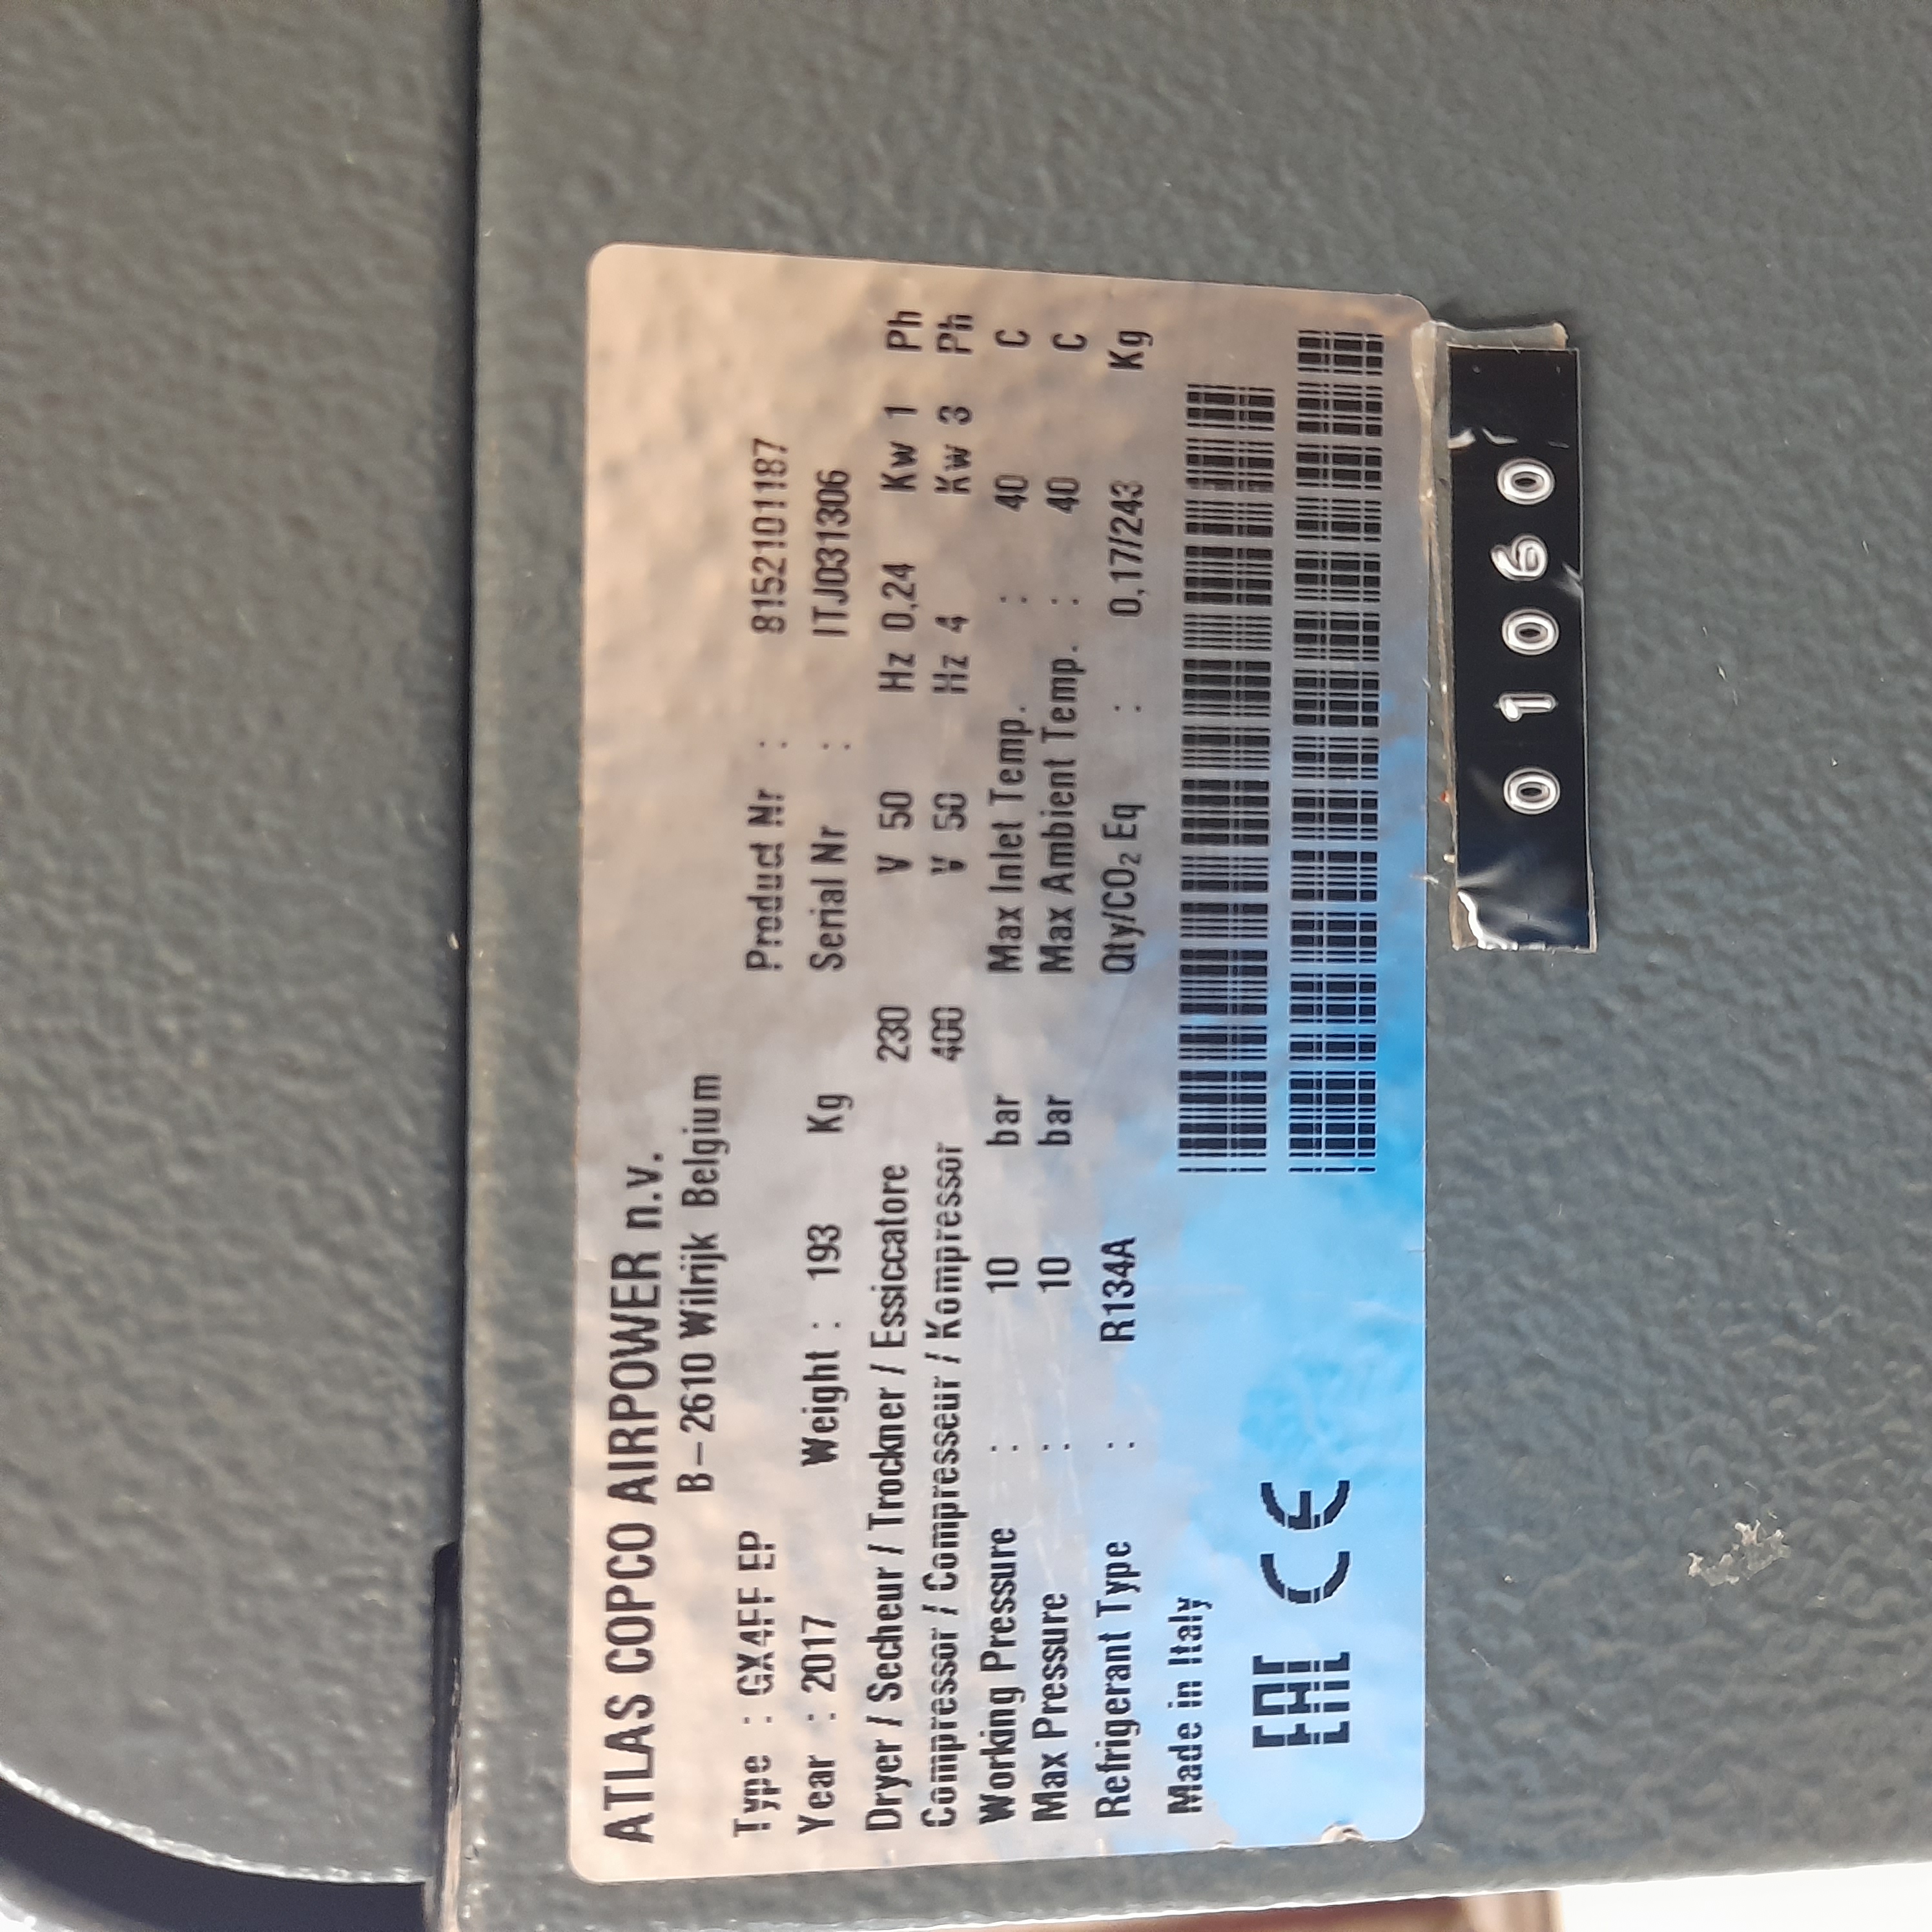 ATLAS COPCO AIRPOWER n.v.
B-2610 Wilrijk Belgium
Type : GX4FF EP Product Nr : 8152101187
Year : 2017 Weight : 193 Kg Serial Nr : ITJ0313306
Dryer / Secheur / Trockner / Essiccatore 230 V 50 Hz 0,24 Kw 1 Ph
Compressor / Compresseur / Kompressor 400 V 50 Hz 4 Kw 3 Ph
Working Pressure : 10 bar Max Inlet Temp. : 40 C
Max Pressure : 10 bar Max Ambient Temp. : 40 C
Refrigerant Type : R134A Qty/CO₂ Eq : 0,17/243 Kg
Made in Italy
EAC CE
01060